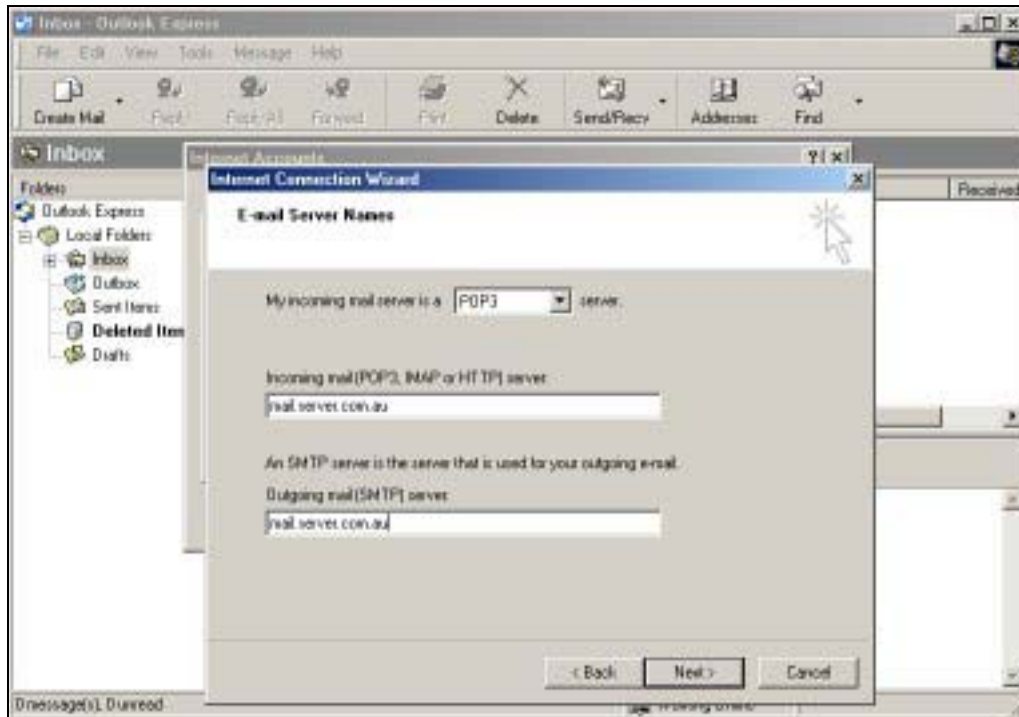 Inbox - Outlook Express
File Edit View Tools Message Help
Create Mail Reply Reply All Forward Print Delete Send/Recv Addresses Find
Inbox
Internet Accounts
Internet Connection Wizard
Folders
Received
Outlook Express
Local Folders
Inbox
Outbox
Sent Items
Deleted Item
Drafts
E-mail Server Names
My incoming mail server is a POP3 server.
Incoming mail (POP3, IMAP or HTTP) server:
mail.server.com.au
An SMTP server is the server that is used for your outgoing e-mail.
Outgoing mail (SMTP) server:
mail.server.com.au
< Back Next > Cancel
0 message(s), 0 unread
Working Online